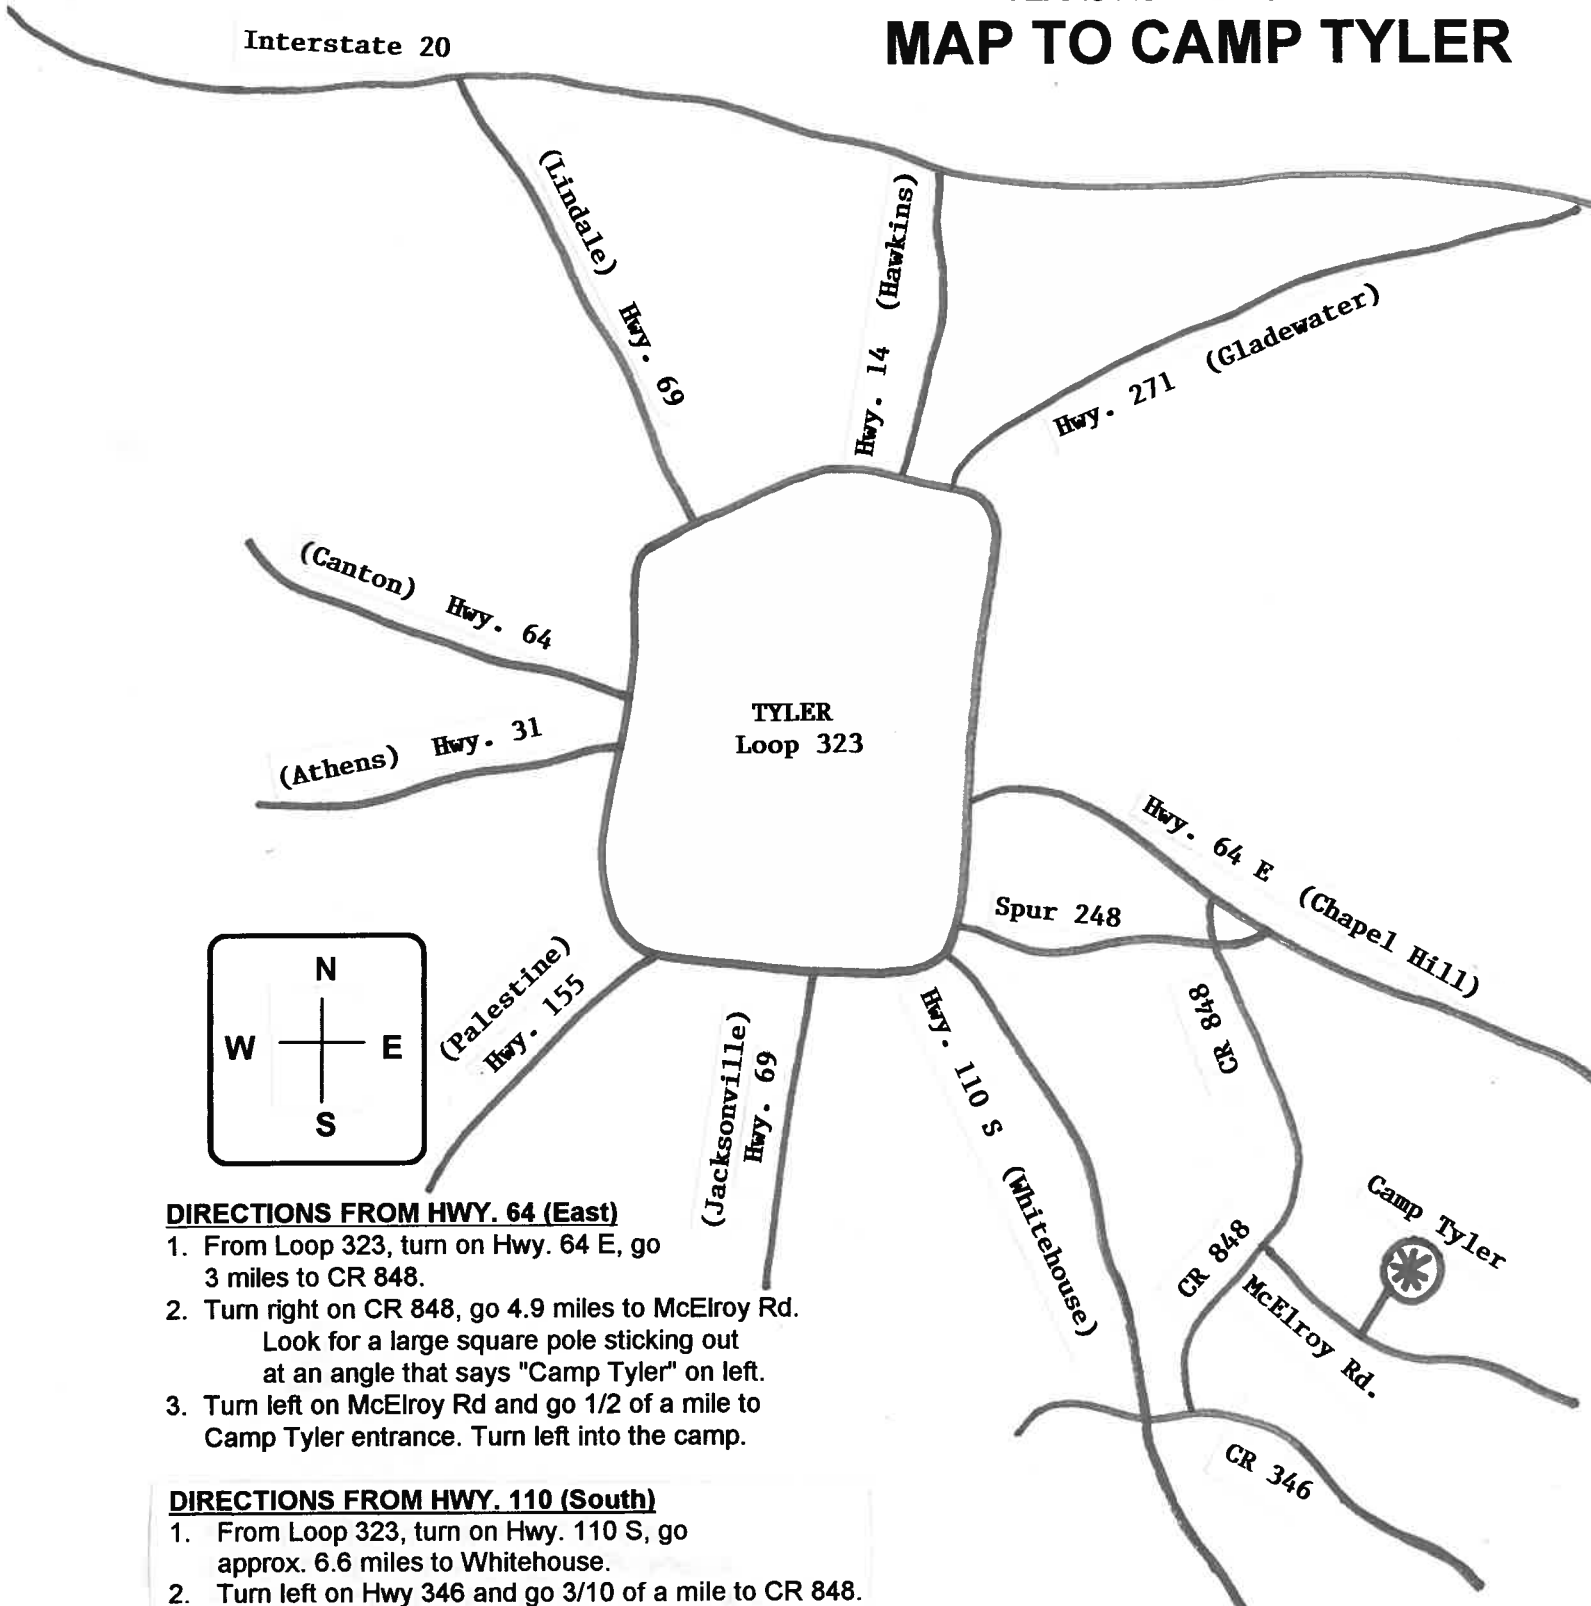 MAP TO CAMP TYLER
Interstate 20
(Lindale) Hwy. 69
Hwy. 14 (Hawkins)
Hwy. 271 (Gladewater)
(Canton) Hwy. 64
(Athens) Hwy. 31
TYLER
Loop 323
Hwy. 64 E (Chapel Hill)
Spur 248
CR 848
N
W E
S
(Palestine)
Hwy. 155
(Jacksonville)
Hwy. 69
Hwy. 110 S (Whitehouse)
Camp Tyler
CR 848
McElroy Rd.
CR 346
DIRECTIONS FROM HWY. 64 (East)
1. From Loop 323, turn on Hwy. 64 E, go
3 miles to CR 848.
2. Turn right on CR 848, go 4.9 miles to McElroy Rd.
Look for a large square pole sticking out
at an angle that says "Camp Tyler" on left.
3. Turn left on McElroy Rd and go 1/2 of a mile to
Camp Tyler entrance. Turn left into the camp.
DIRECTIONS FROM HWY. 110 (South)
1. From Loop 323, turn on Hwy. 110 S, go
approx. 6.6 miles to Whitehouse.
2. Turn left on Hwy 346 and go 3/10 of a mile to CR 848.